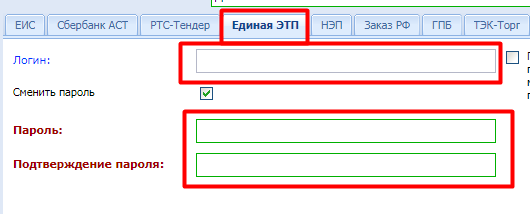 ЕИС Сбербанк АСТ РТС-Тендер Единая ЭТП НЭП Заказ РФ ГПБ ТЭК-Торг
Логин:
Сменить пароль
Пароль:
Подтверждение пароля: